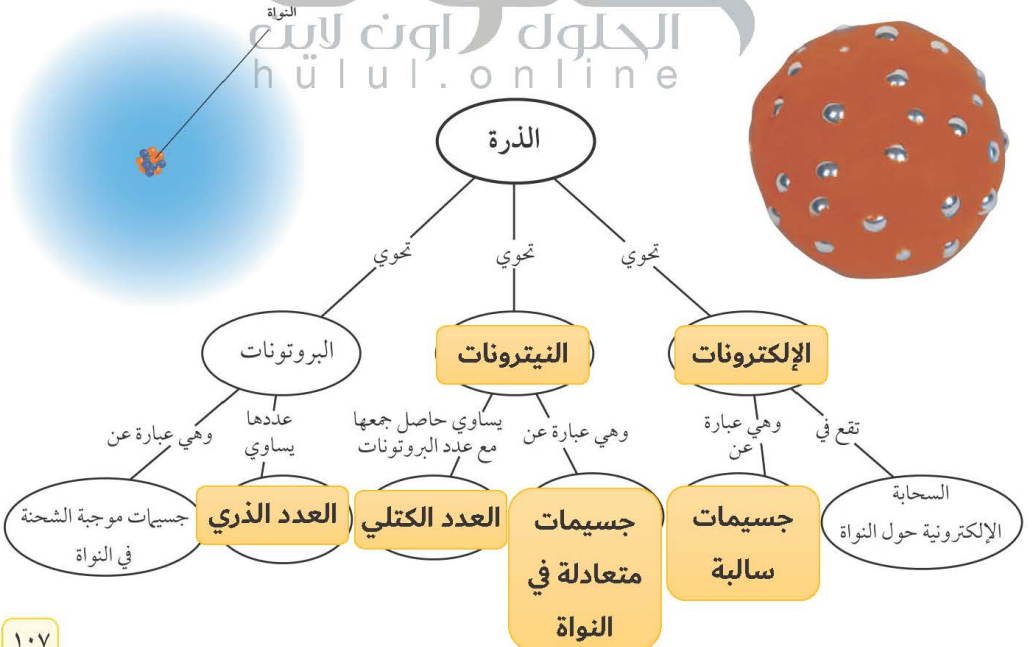 النواة
الحلول اون لاين
hulul.online
الذرة
تحوي
تحوي
تحوي
الإلكترونات
النيترونات
البروتونات
تقع في
وهي عبارة
عن
وهي عبارة عن
يساوي حاصل جمعها
مع عدد البروتونات
عددها
يساوي
وهي عبارة عن
السحابة
الإلكترونية حول النواة
جسيمات
سالبة
جسيمات
متعادلة في
النواة
العدد الكتلي
العدد الذري
جسيمات موجبة الشحنة
في النواة
١٠٧